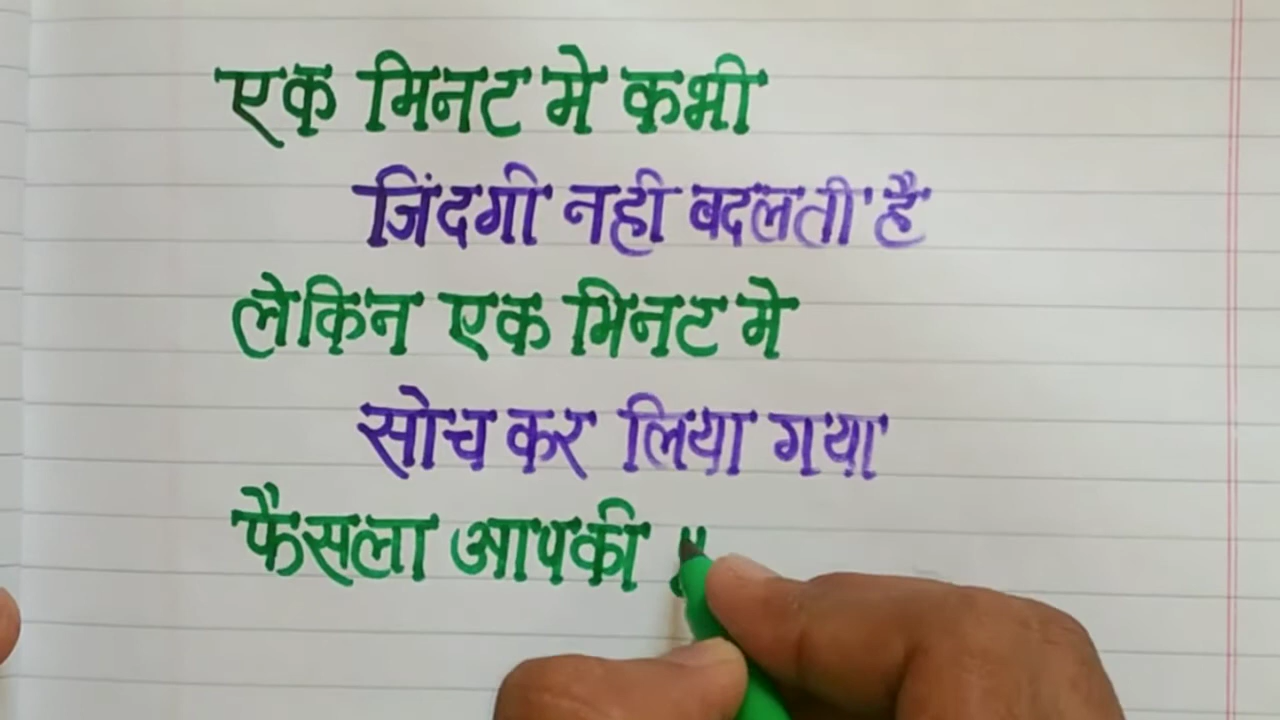 एक मिनट मे कभी
जिंदगी नही बदलती है
लेकिन एक मिनट मे
सोच कर लिया गया
फैसला आपकी